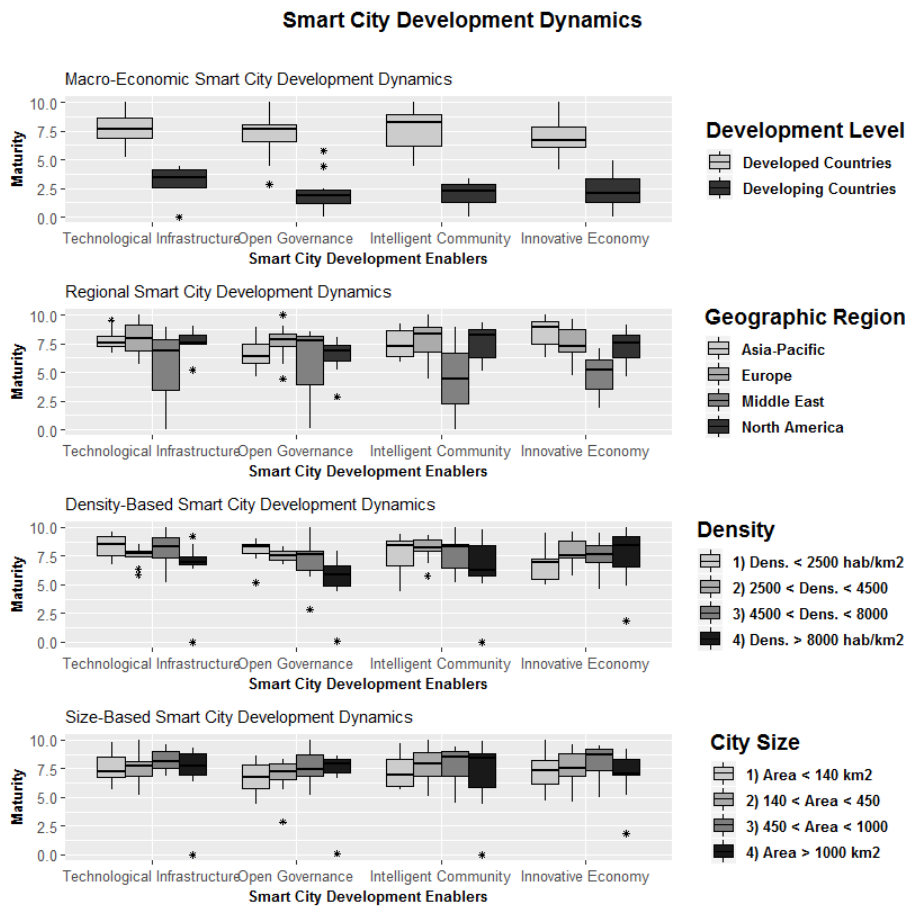 Smart City Development Dynamics
Macro-Economic Smart City Development Dynamics
Maturity
10.0
7.5
5.0
2.5
0.0
Technological Infrastructure Open Governance Intelligent Community Innovative Economy
Smart City Development Enablers
Development Level
Developed Countries
Developing Countries
Regional Smart City Development Dynamics
Maturity
10.0
7.5
5.0
2.5
0.0
Technological Infrastructure Open Governance Intelligent Community Innovative Economy
Smart City Development Enablers
Geographic Region
Asia-Pacific
Europe
Middle East
North America
Density-Based Smart City Development Dynamics
Maturity
10.0
7.5
5.0
2.5
0.0
Technological Infrastructure Open Governance Intelligent Community Innovative Economy
Smart City Development Enablers
Density
1) Dens. < 2500 hab/km2
2) 2500 < Dens. < 4500
3) 4500 < Dens. < 8000
4) Dens. > 8000 hab/km2
Size-Based Smart City Development Dynamics
Maturity
10.0
7.5
5.0
2.5
0.0
Technological Infrastructure Open Governance Intelligent Community Innovative Economy
Smart City Development Enablers
City Size
1) Area < 140 km2
2) 140 < Area < 450
3) 450 < Area < 1000
4) Area > 1000 km2